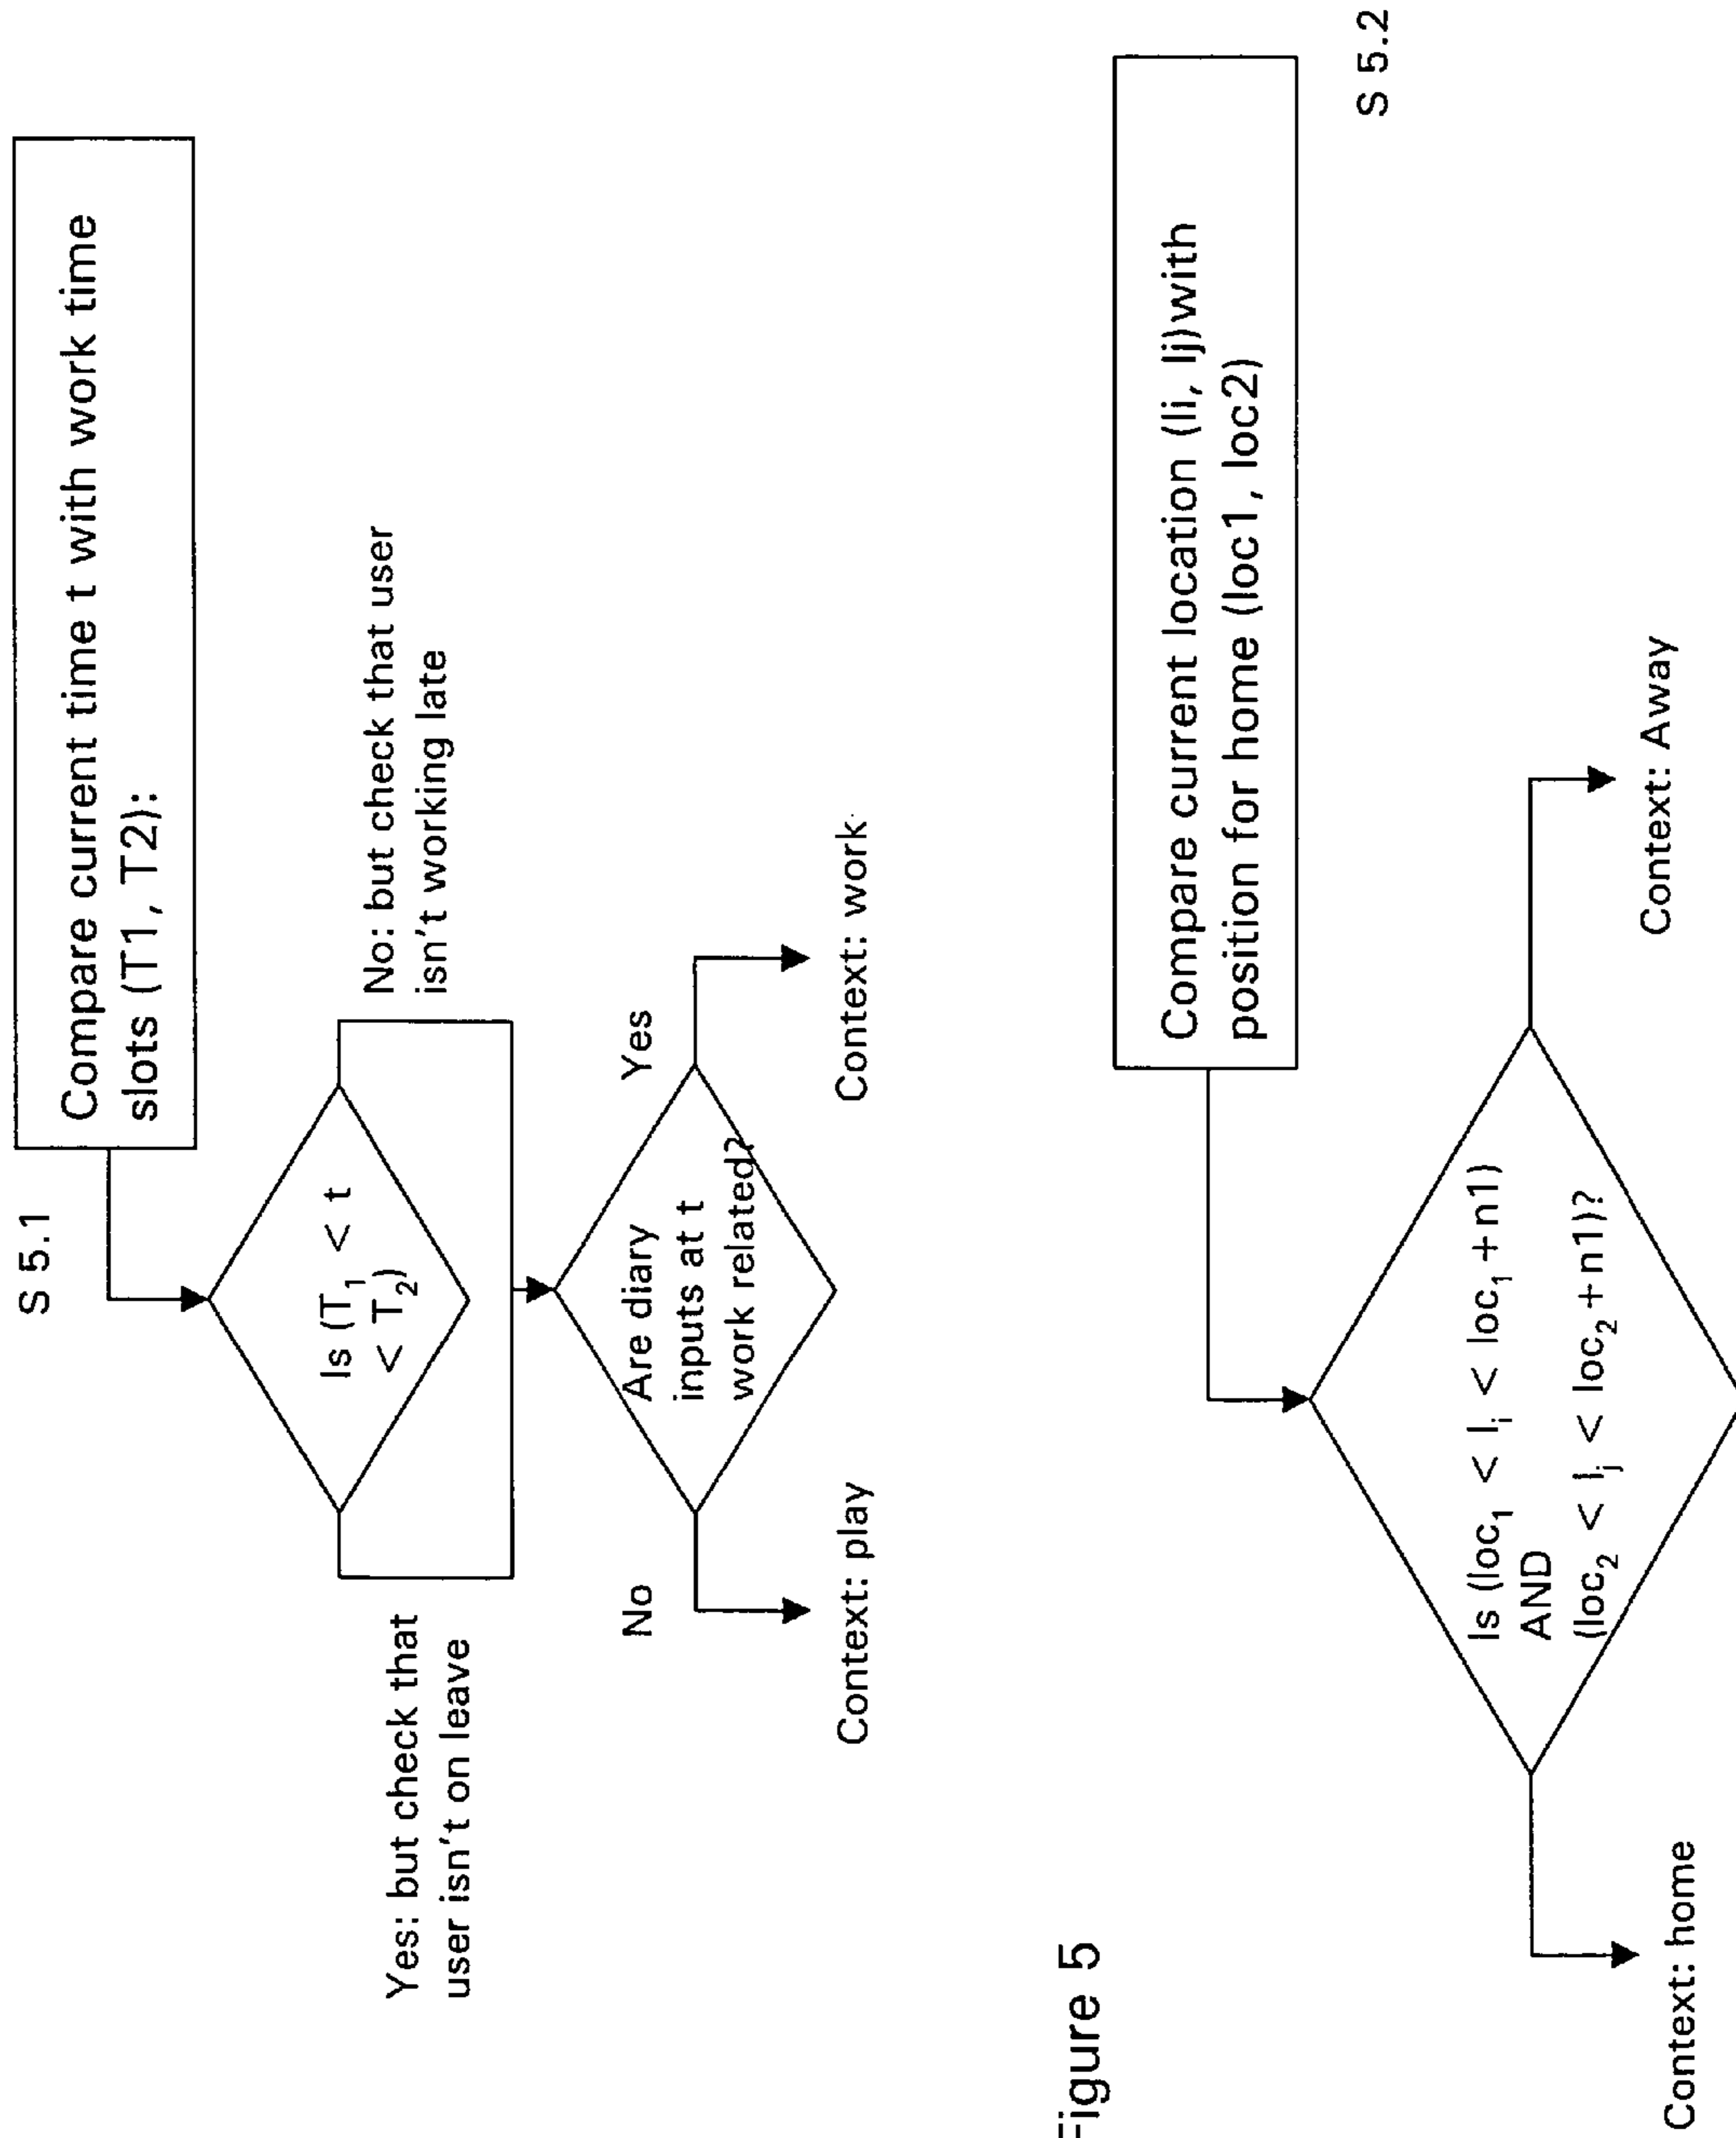 S 5.1
Compare current time t with work time
slots (T1, T2):
Is (T₁ < t
< T₂)
Yes: but check that
user isn't on leave
No: but check that user
isn't working late
Are diary
inputs at t
work related?
No
Yes
Context: play
Context: work
Figure 5
Compare current location (li, lj)with
position for home (loc1, loc2)
S 5.2
Is (loc₁ < lᵢ < loc₁+n1)
AND
(loc₂ < lⱼ < loc₂+n1)?
Context: home
Context: Away